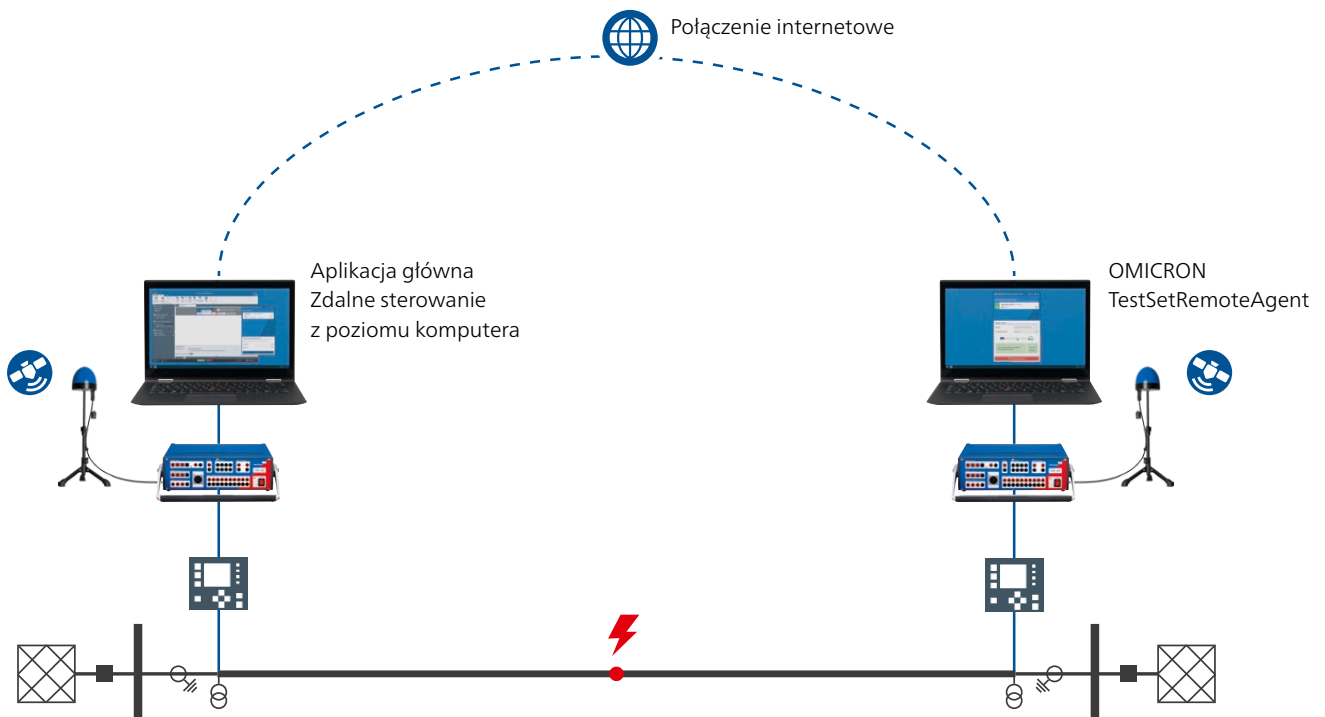 Połączenie internetowe
Aplikacja główna
Zdalne sterowanie
z poziomu komputera
OMICRON
TestSetRemoteAgent